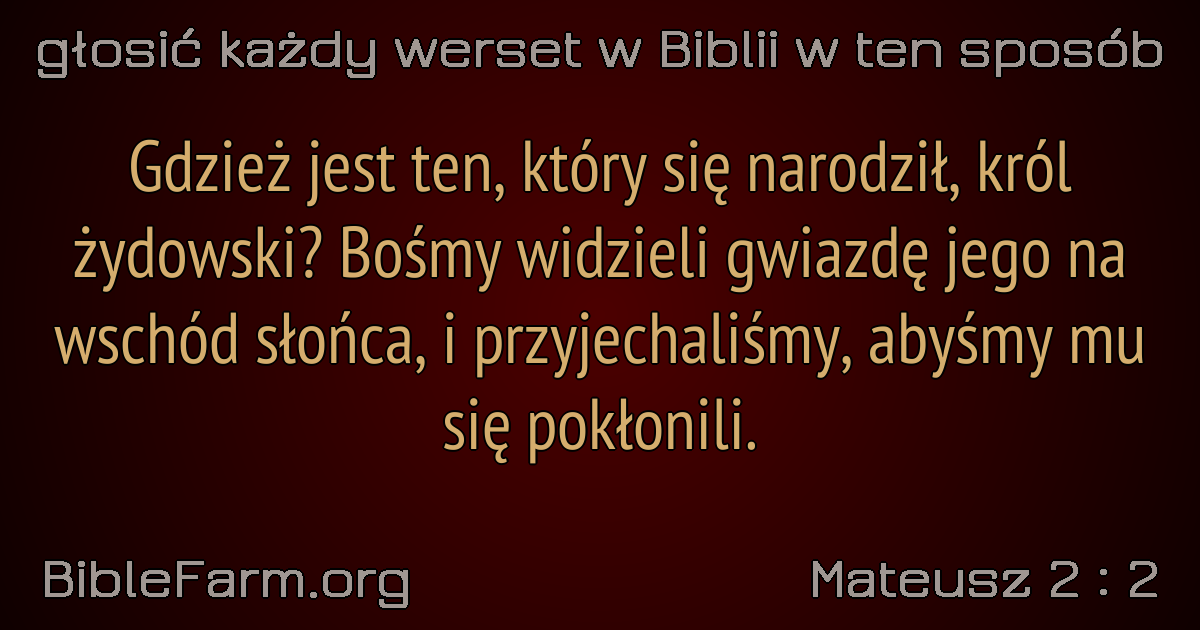 głosić każdy werset w Biblii w ten sposób
Gdzież jest ten, który się narodził, król
żydowski? Bośmy widzieli gwiazdę jego na
wschód słońca, i przyjechaliśmy, abyśmy mu
się pokłonili.
BibleFarm.org
Mateusz 2 : 2